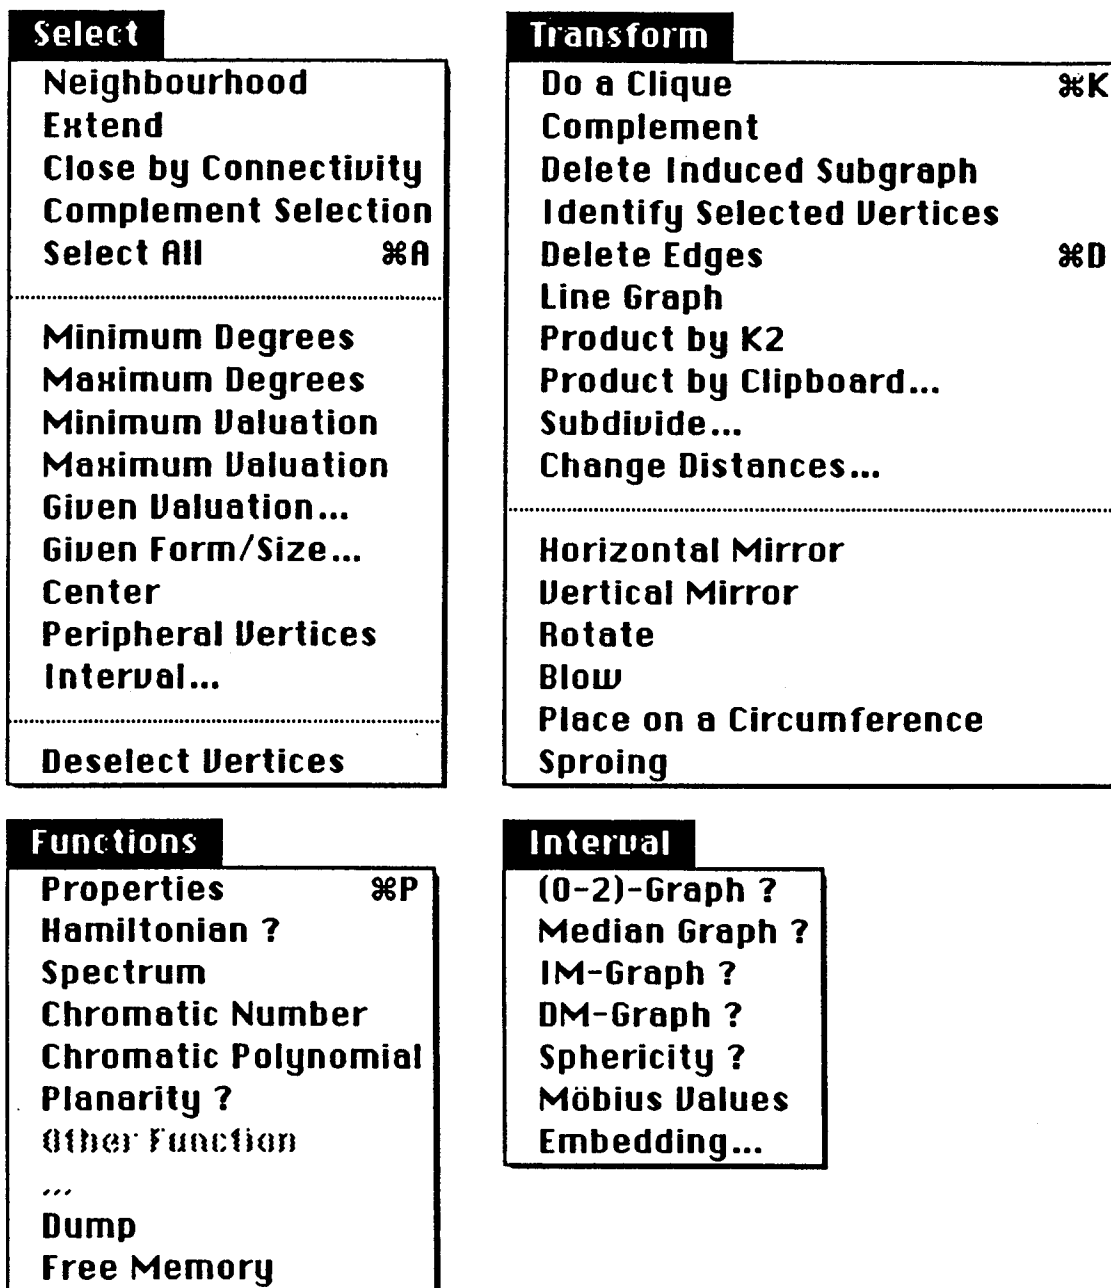 Select
Neighbourhood
Extend
Close by Connectivity
Complement Selection
Select All ⌘A
Minimum Degrees
Maximum Degrees
Minimum Valuation
Maximum Valuation
Given Valuation...
Given Form/Size...
Center
Peripheral Vertices
Interval...
Deselect Vertices
Transform
Do a Clique ⌘K
Complement
Delete Induced Subgraph
Identify Selected Vertices
Delete Edges ⌘D
Line Graph
Product by K2
Product by Clipboard...
Subdivide...
Change Distances...
Horizontal Mirror
Vertical Mirror
Rotate
Blow
Place on a Circumference
Sproing
Functions
Properties ⌘P
Hamiltonian ?
Spectrum
Chromatic Number
Chromatic Polynomial
Planarity ?
Other Function
...
Dump
Free Memory
Interval
(0-2)-Graph ?
Median Graph ?
IM-Graph ?
DM-Graph ?
Sphericity ?
Möbius Values
Embedding...